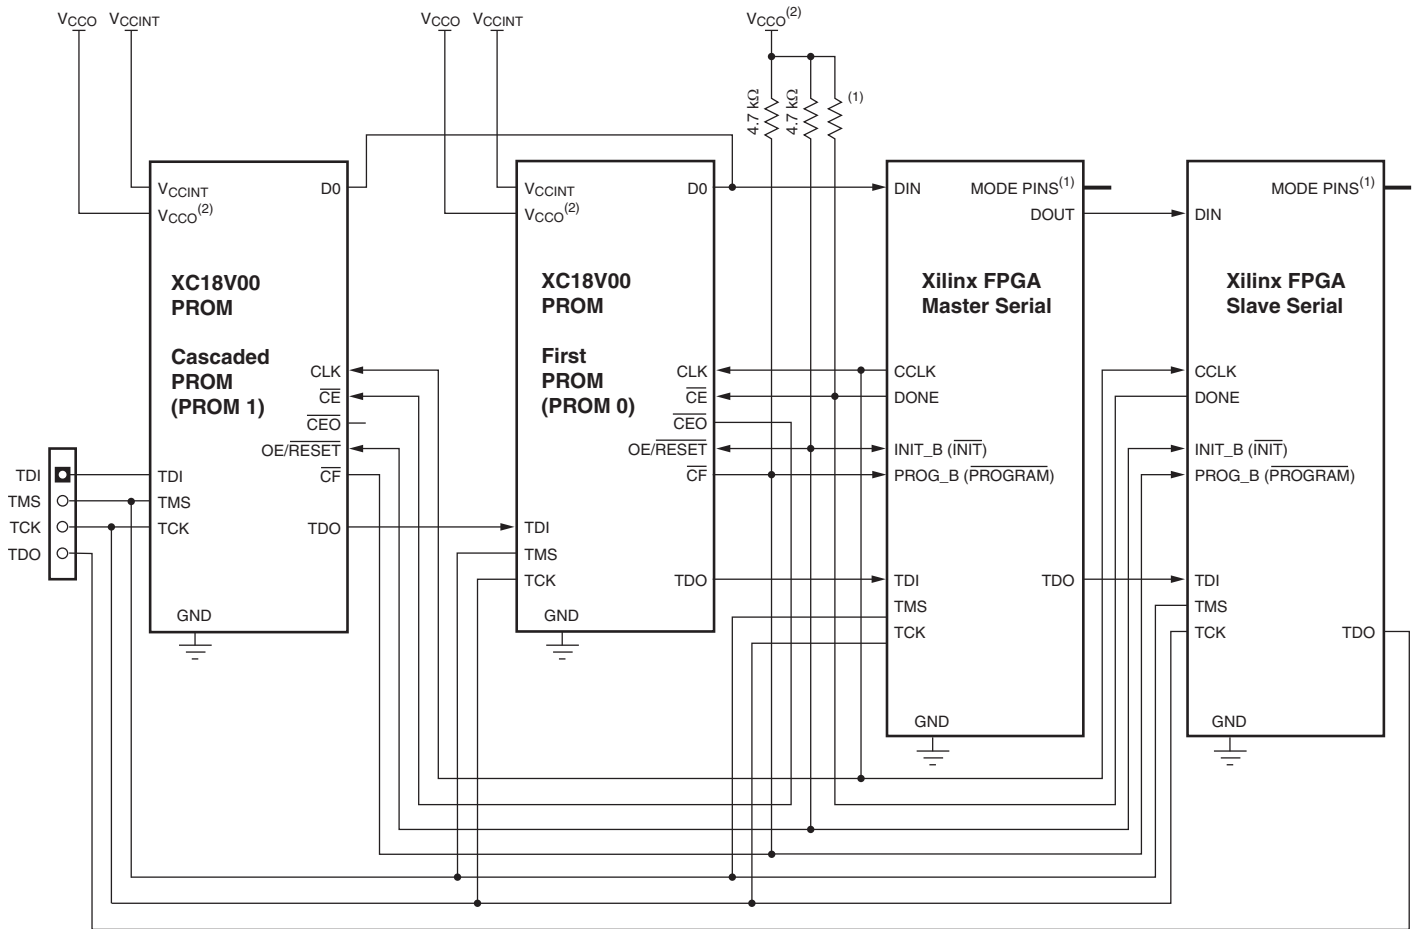 VCCO VCCINT
VCCO VCCINT
VCCO(2)
4.7 kΩ
4.7 kΩ
(1)
VCCINT
VCCO(2)
D0
XC18V00
PROM
Cascaded
PROM
(PROM 1)
CLK
CE
CEO
OE/RESET
CF
TDI
TMS
TCK
TDO
GND
TDI
TMS
TCK
TDO
VCCINT
VCCO(2)
D0
XC18V00
PROM
First
PROM
(PROM 0)
CLK
CE
CEO
OE/RESET
CF
TDI
TMS
TCK
TDO
GND
DIN
MODE PINS(1)
DOUT
Xilinx FPGA
Master Serial
CCLK
DONE
INIT_B (INIT)
PROG_B (PROGRAM)
TDI
TMS
TCK
TDO
GND
MODE PINS(1)
DIN
Xilinx FPGA
Slave Serial
CCLK
DONE
INIT_B (INIT)
PROG_B (PROGRAM)
TDI
TMS
TCK
TDO
GND